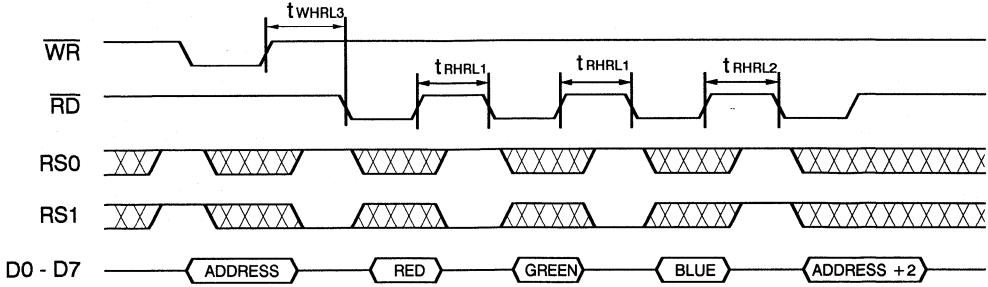 tWHRL3
WR
tRHRL1 tRHRL1 tRHRL2
RD
RS0
RS1
D0 - D7 ADDRESS RED GREEN BLUE ADDRESS +2